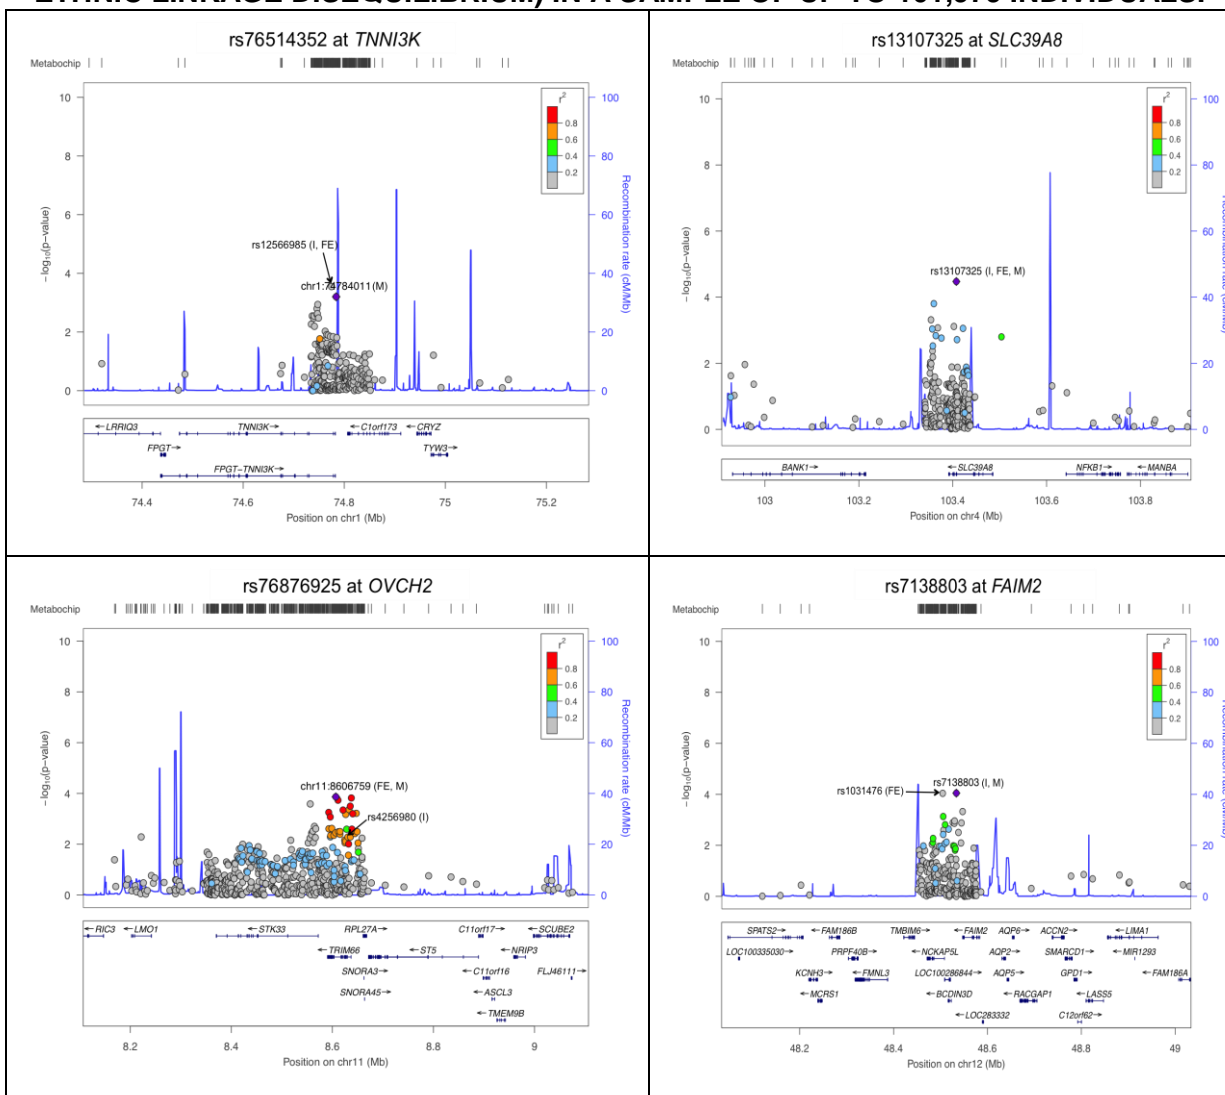 rs76514352 at TNNI3K
Metabochip
r²
0.8
0.6
0.4
0.2
10
8
6
4
2
0
100
80
60
40
20
0
−log₁₀(p−value)
Recombination rate (cM/Mb)
rs12566985 (I, FE)
chr1:74784011(M)
←LRRIQ3
TNNI3K→
←C1orf173
←CRYZ
FPGT→
TYW3→
FPGT−TNNI3K→
74.4
74.6
74.8
75
75.2
Position on chr1 (Mb)
rs13107325 at SLC39A8
Metabochip
r²
0.8
0.6
0.4
0.2
10
8
6
4
2
0
100
80
60
40
20
0
−log₁₀(p−value)
rs13107325 (I, FE, M)
BANK1→
←SLC39A8
NFKB1→
←MANBA
103
103.2
103.4
103.6
103.8
Position on chr4 (Mb)
rs76876925 at OVCH2
Metabochip
r²
0.8
0.6
0.4
0.2
10
8
6
4
2
0
100
80
60
40
20
0
−log₁₀(p−value)
Recombination rate (cM/Mb)
chr11:8606759 (FE, M)
rs4256980 (I)
←RIC3
←LMO1
←STK33
RPL27A→
C11orf17→
←SCUBE2
←TRIM66
←ST5
←NRIP3
SNORA3→
←C11orf16
FLJ46111→
SNORA45→
←ASCL3
←TMEM9B
8.2
8.4
8.6
8.8
9
Position on chr11 (Mb)
rs7138803 at FAIM2
Metabochip
r²
0.8
0.6
0.4
0.2
10
8
6
4
2
0
100
80
60
40
20
0
−log₁₀(p−value)
rs1031476 (FE)
rs7138803 (I, M)
SPATS2→
←FAM186B
TMBIM6→
←FAIM2
AQP6→
ACCN2→
←LIMA1
LOC100335030→
←PRPF40B→
←NCKAP5L
AQP2→
SMARCD1→
←MIR1293
KCNH3→
←FMNL3
LOC100286844→
AQP5→
←RACGAP1
GPD1→
←FAM186A
←MCRS1
←BCDIN3D
←LASS5
←LOC283332
C12orf62→
48.2
48.4
48.6
48.8
49
Position on chr12 (Mb)